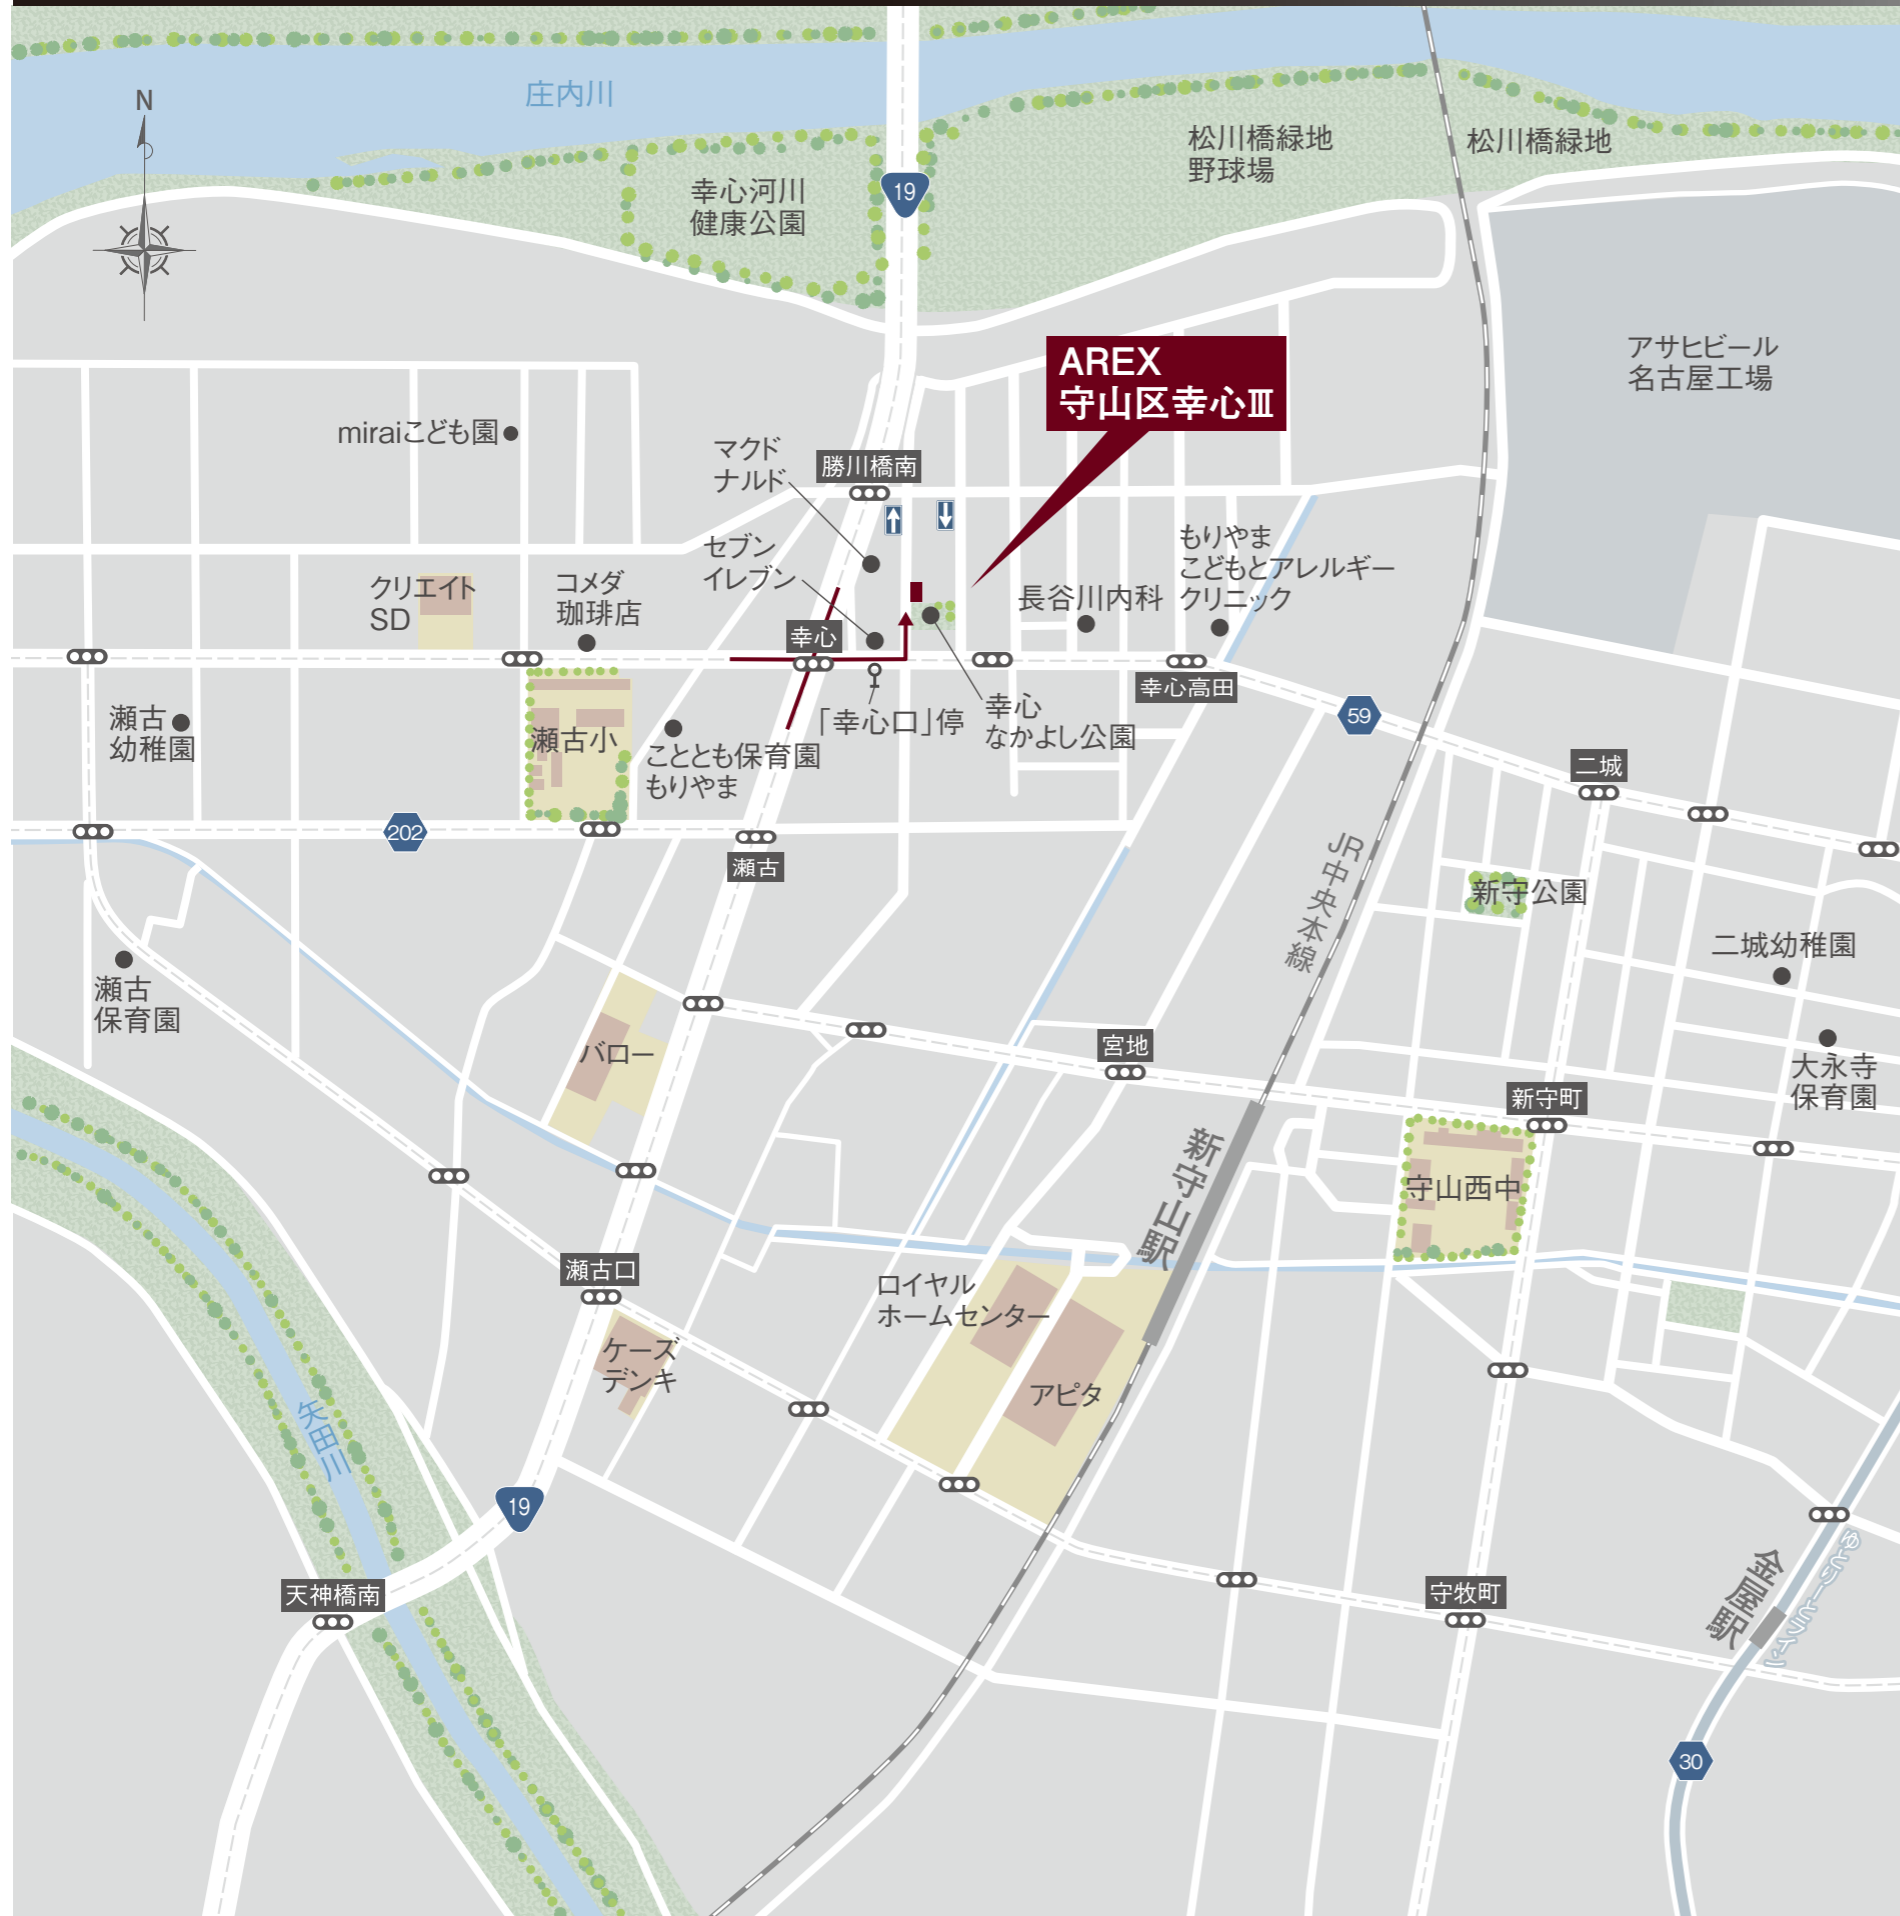 N
庄内川
松川橋緑地
野球場
松川橋緑地
幸心河川
健康公園
19
アサヒビール
名古屋工場
AREX
守山区幸心Ⅲ
miraiこども園
マクド
ナルド
勝川橋南
セブン
イレブン
もりやま
こどもとアレルギー
クリニック
長谷川内科
クリエイト
SD
コメダ
珈琲店
幸心
幸心高田
瀬古
幼稚園
瀬古小
こととも保育園
もりやま
「幸心口」停
幸心
なかよし公園
59
二城
202
瀬古
JR中央本線
新守公園
二城幼稚園
瀬古
保育園
バロー
宮地
大永寺
保育園
新守町
新守山駅
守山西中
瀬古口
ロイヤル
ホームセンター
ケーズ
デンキ
アピタ
矢田川
19
天神橋南
守牧町
金屋駅
ゆとりーとライン
30